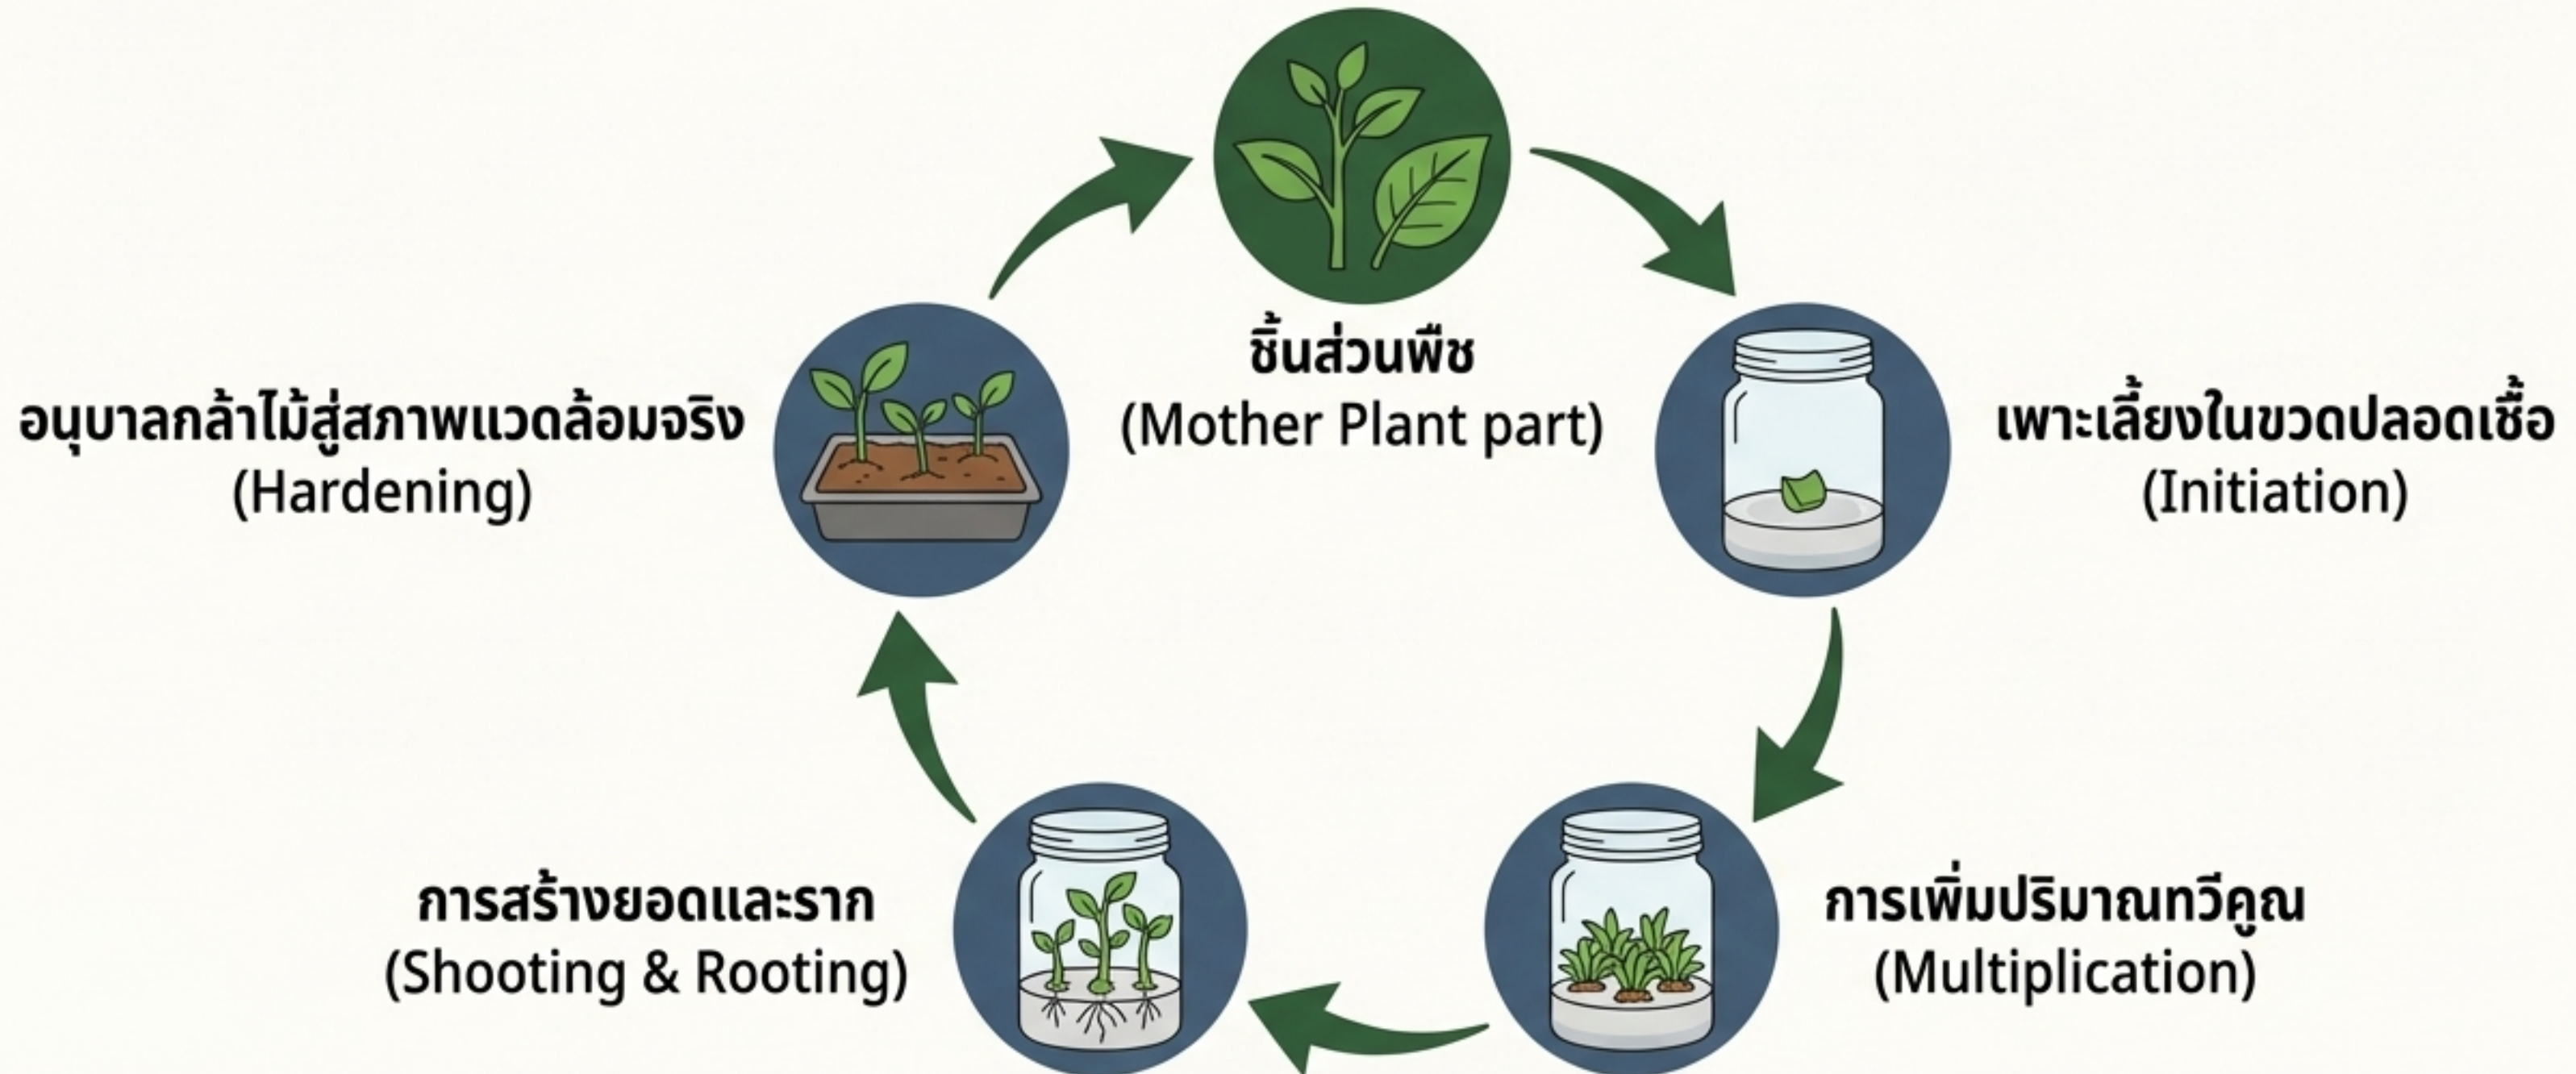 ชิ้นส่วนพืช
(Mother Plant part)
เพาะเลี้ยงในขวดปลอดเชื้อ
(Initiation)
การเพิ่มปริมาณทวีคูณ
(Multiplication)
การสร้างยอดและราก
(Shooting & Rooting)
อนุบาลกล้าไม้สู่สภาพแวดล้อมจริง
(Hardening)